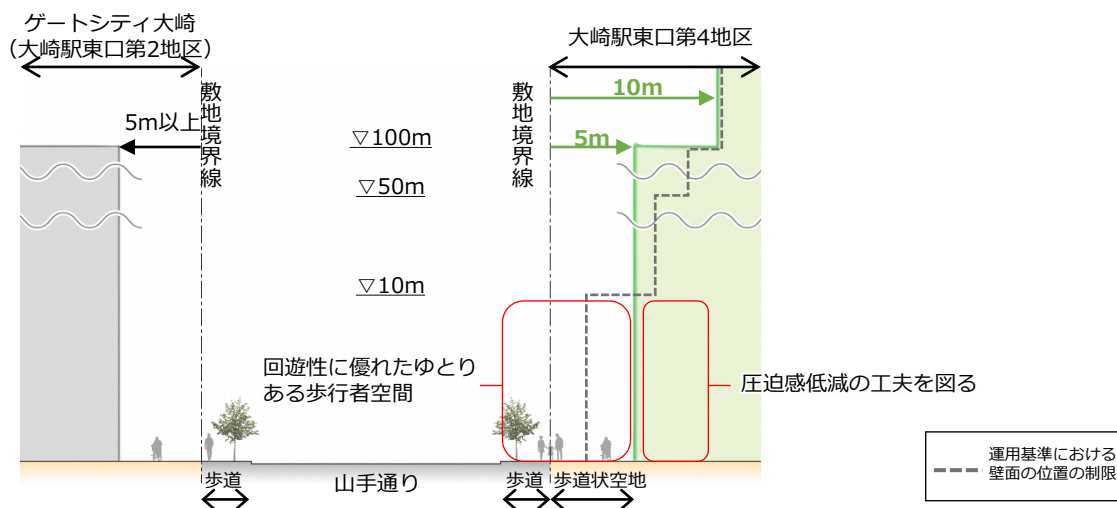 ゲートシティ大崎
（大崎駅東口第2地区）
大崎駅東口第4地区
敷地境界線
敷地境界線
10m
5m以上
▽100m
5m
▽50m
▽10m
回遊性に優れたゆとり
ある歩行者空間
圧迫感低減の工夫を図る
運用基準における
壁面の位置の制限
歩道
山手通り
歩道
歩道状空地